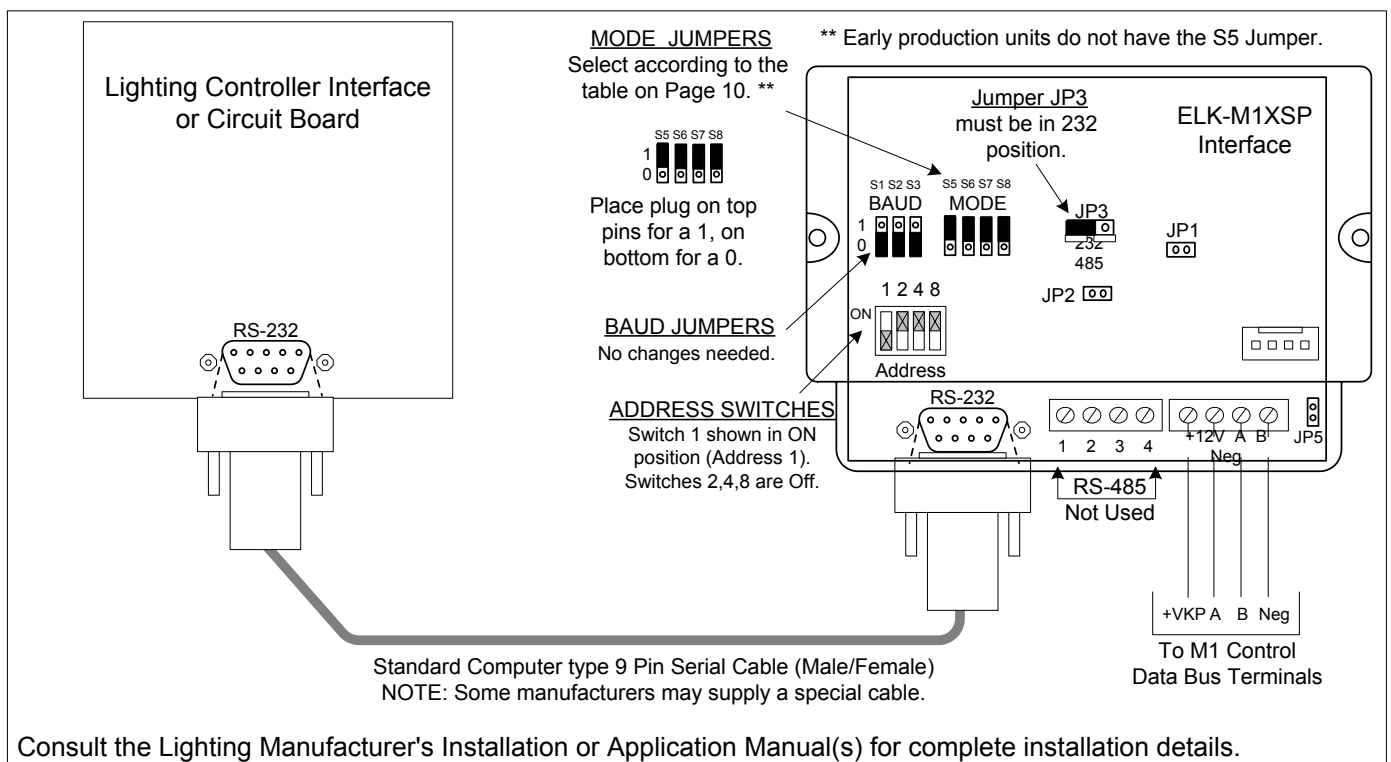 Lighting Controller Interface
or Circuit Board
RS-232
MODE JUMPERS
Select according to the
table on Page 10. **
S5 S6 S7 S8
1
0
Place plug on top
pins for a 1, on
bottom for a 0.
BAUD JUMPERS
No changes needed.
ADDRESS SWITCHES
Switch 1 shown in ON
position (Address 1).
Switches 2,4,8 are Off.
** Early production units do not have the S5 Jumper.
Jumper JP3
must be in 232
position.
ELK-M1XSP
Interface
S1 S2 S3
BAUD
1
0
S5 S6 S7 S8
MODE
JP3
232
485
JP1
JP2
1 2 4 8
ON
Address
RS-232
1 2 3 4
RS-485
Not Used
+12V A B
Neg
JP5
+VKP A B Neg
To M1 Control
Data Bus Terminals
Standard Computer type 9 Pin Serial Cable (Male/Female)
NOTE: Some manufacturers may supply a special cable.
Consult the Lighting Manufacturer's Installation or Application Manual(s) for complete installation details.